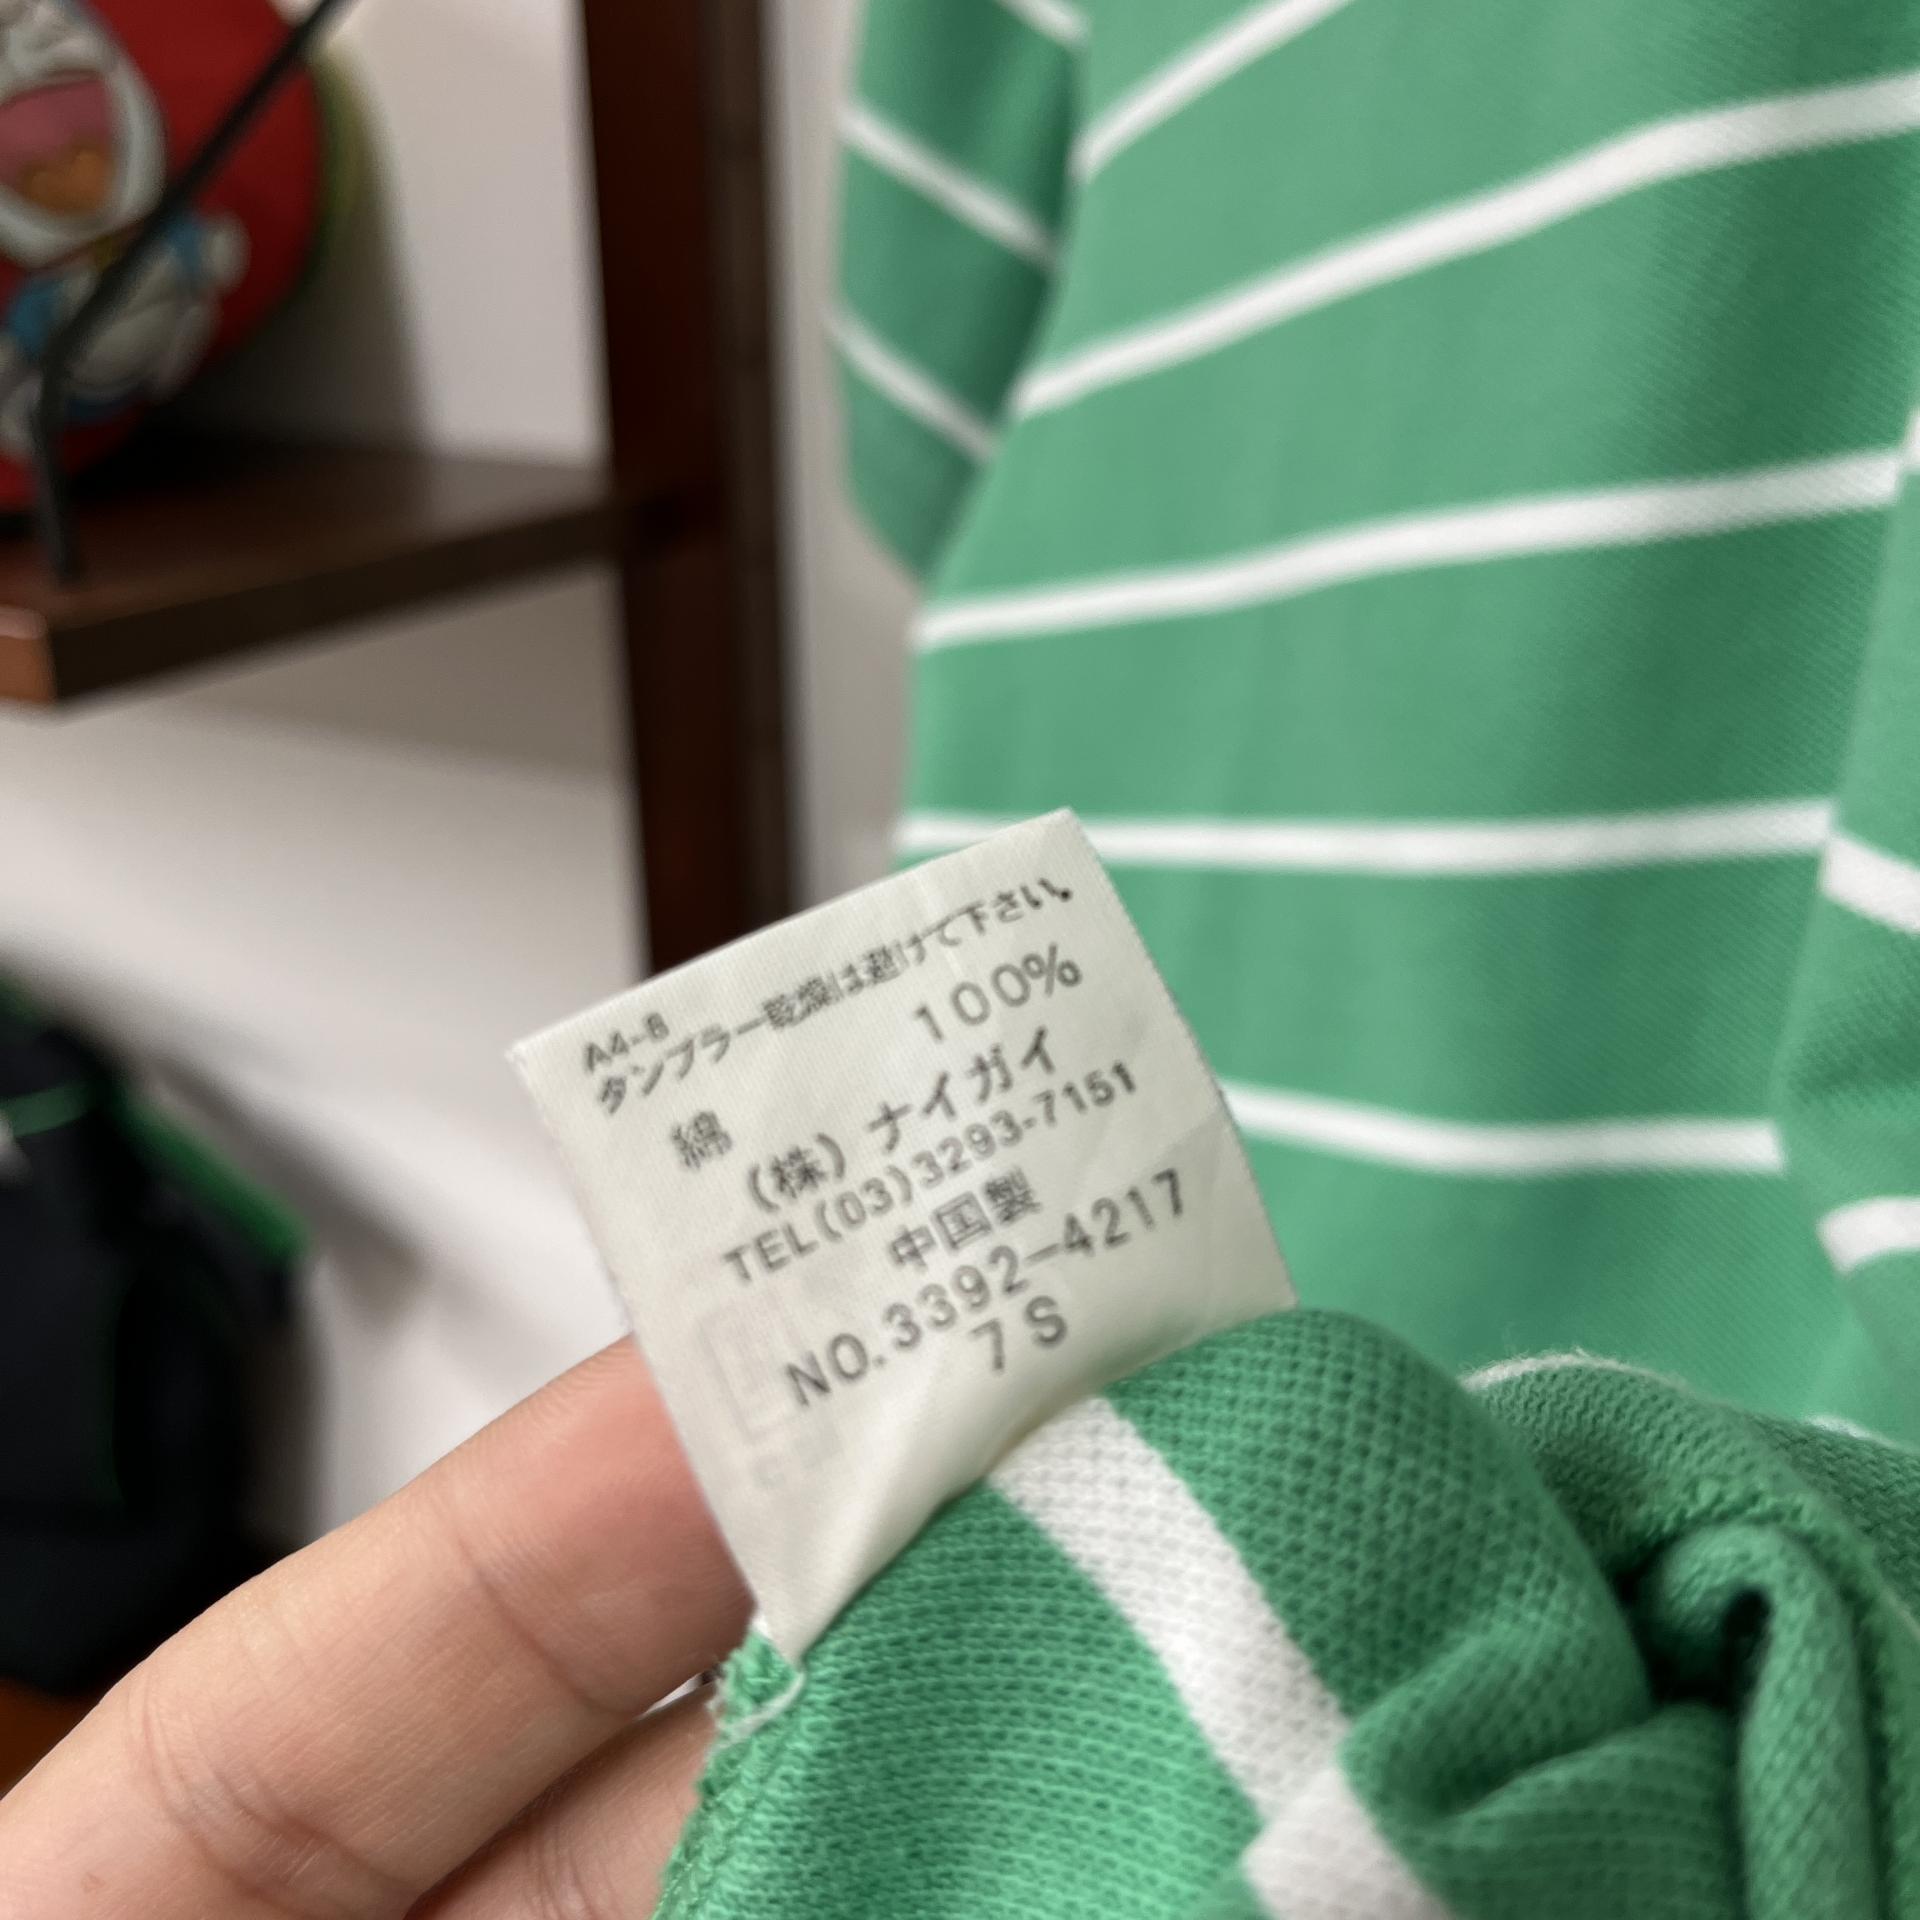 A4-8
タンブラー乾燥は避けて下さい。
綿 100%
(株) ナイガイ
TEL(03)3293-7151
中国製
NO.3392-4217
7S